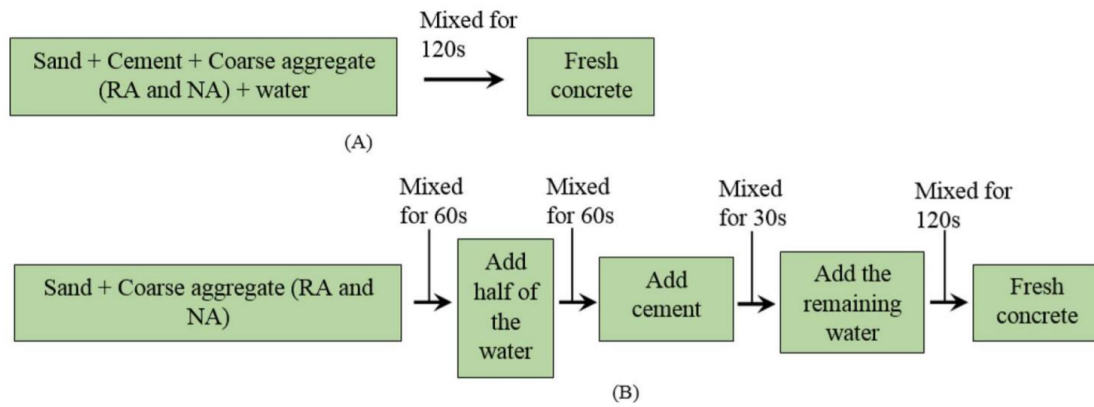 Mixed for
120s
Sand + Cement + Coarse aggregate
(RA and NA) + water
Fresh
concrete
(A)
Mixed
for 60s
Mixed
for 60s
Mixed
for 30s
Mixed for
120s
Sand + Coarse aggregate (RA and
NA)
Add
half of
the
water
Add
cement
Add the
remaining
water
Fresh
concrete
(B)